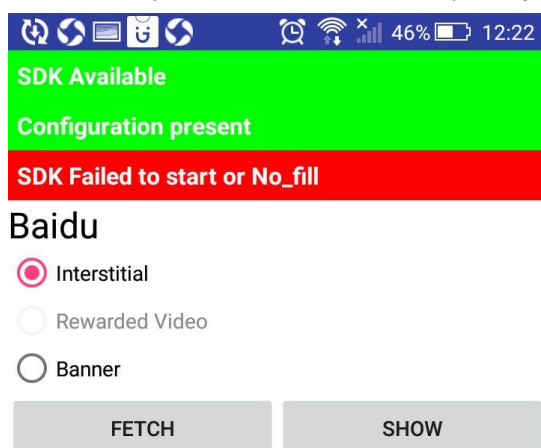 46% 12:22
SDK Available
Configuration present
SDK Failed to start or No_fill
Baidu
Interstitial
Rewarded Video
Banner
FETCH SHOW